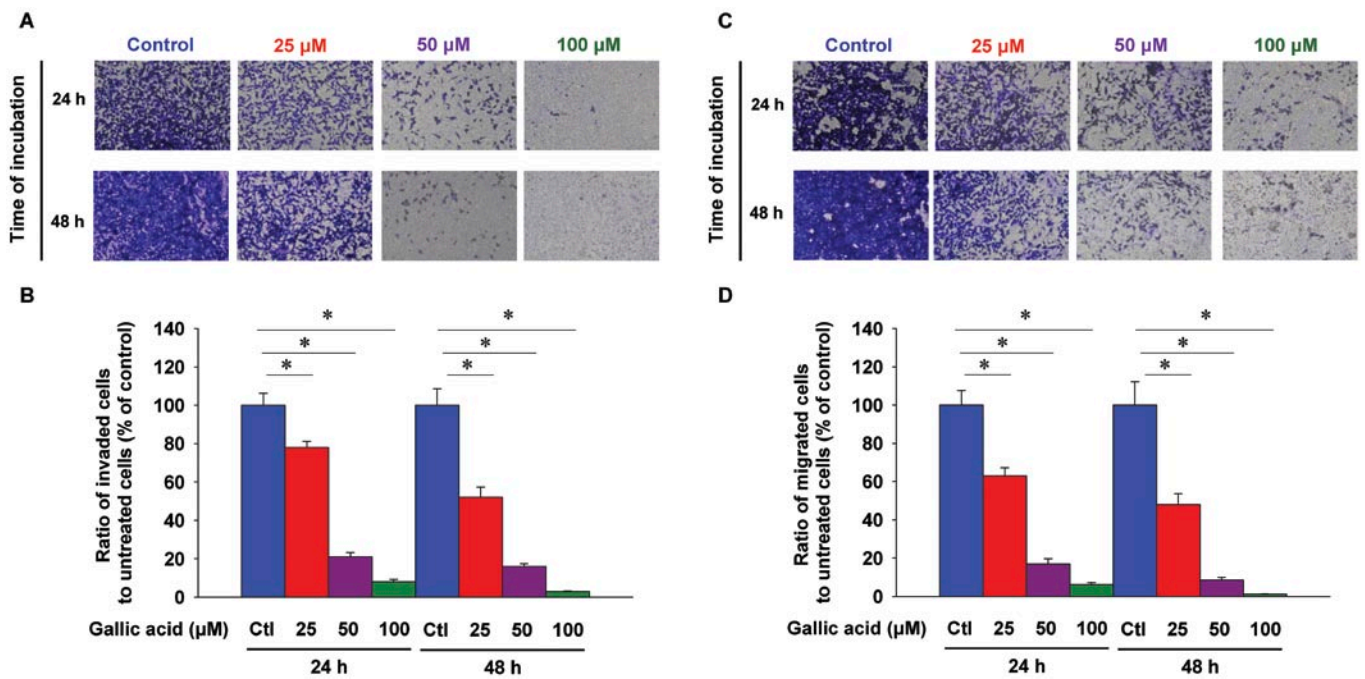 A
Control 25 µM 50 µM 100 µM
Time of incubation
24 h
48 h
B
Ratio of invaded cells
to untreated cells (% of control)
140
120
100
80
60
40
20
0
* * *
* * *
Gallic acid (µM) Ctl 25 50 100 Ctl 25 50 100
24 h 48 h
C
Control 25 µM 50 µM 100 µM
Time of incubation
24 h
48 h
D
Ratio of migrated cells
to untreated cells (% of control)
140
120
100
80
60
40
20
0
* * *
* * *
Gallic acid (µM) Ctl 25 50 100 Ctl 25 50 100
24 h 48 h